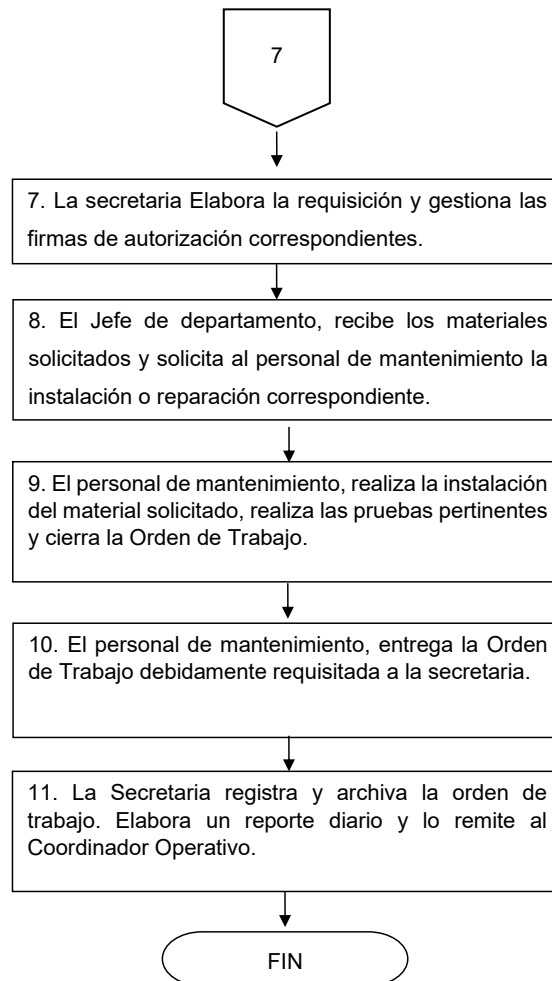 7
7. La secretaria Elabora la requisición y gestiona las
firmas de autorización correspondientes.
8. El Jefe de departamento, recibe los materiales
solicitados y solicita al personal de mantenimiento la
instalación o reparación correspondiente.
9. El personal de mantenimiento, realiza la instalación
del material solicitado, realiza las pruebas pertinentes
y cierra la Orden de Trabajo.
10. El personal de mantenimiento, entrega la Orden
de Trabajo debidamente requisitada a la secretaria.
11. La Secretaria registra y archiva la orden de
trabajo. Elabora un reporte diario y lo remite al
Coordinador Operativo.
FIN